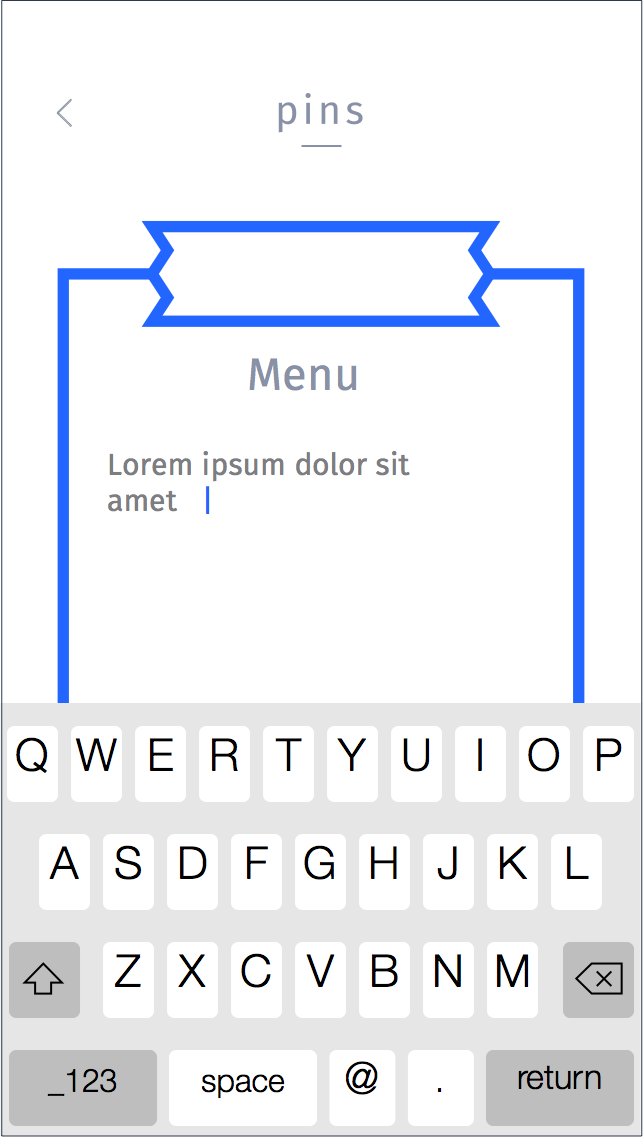 pins
Menu
Lorem ipsum dolor sit
amet
Q W E R T Y U I O P
A S D F G H J K L
Z X C V B N M
_123 space @ . return